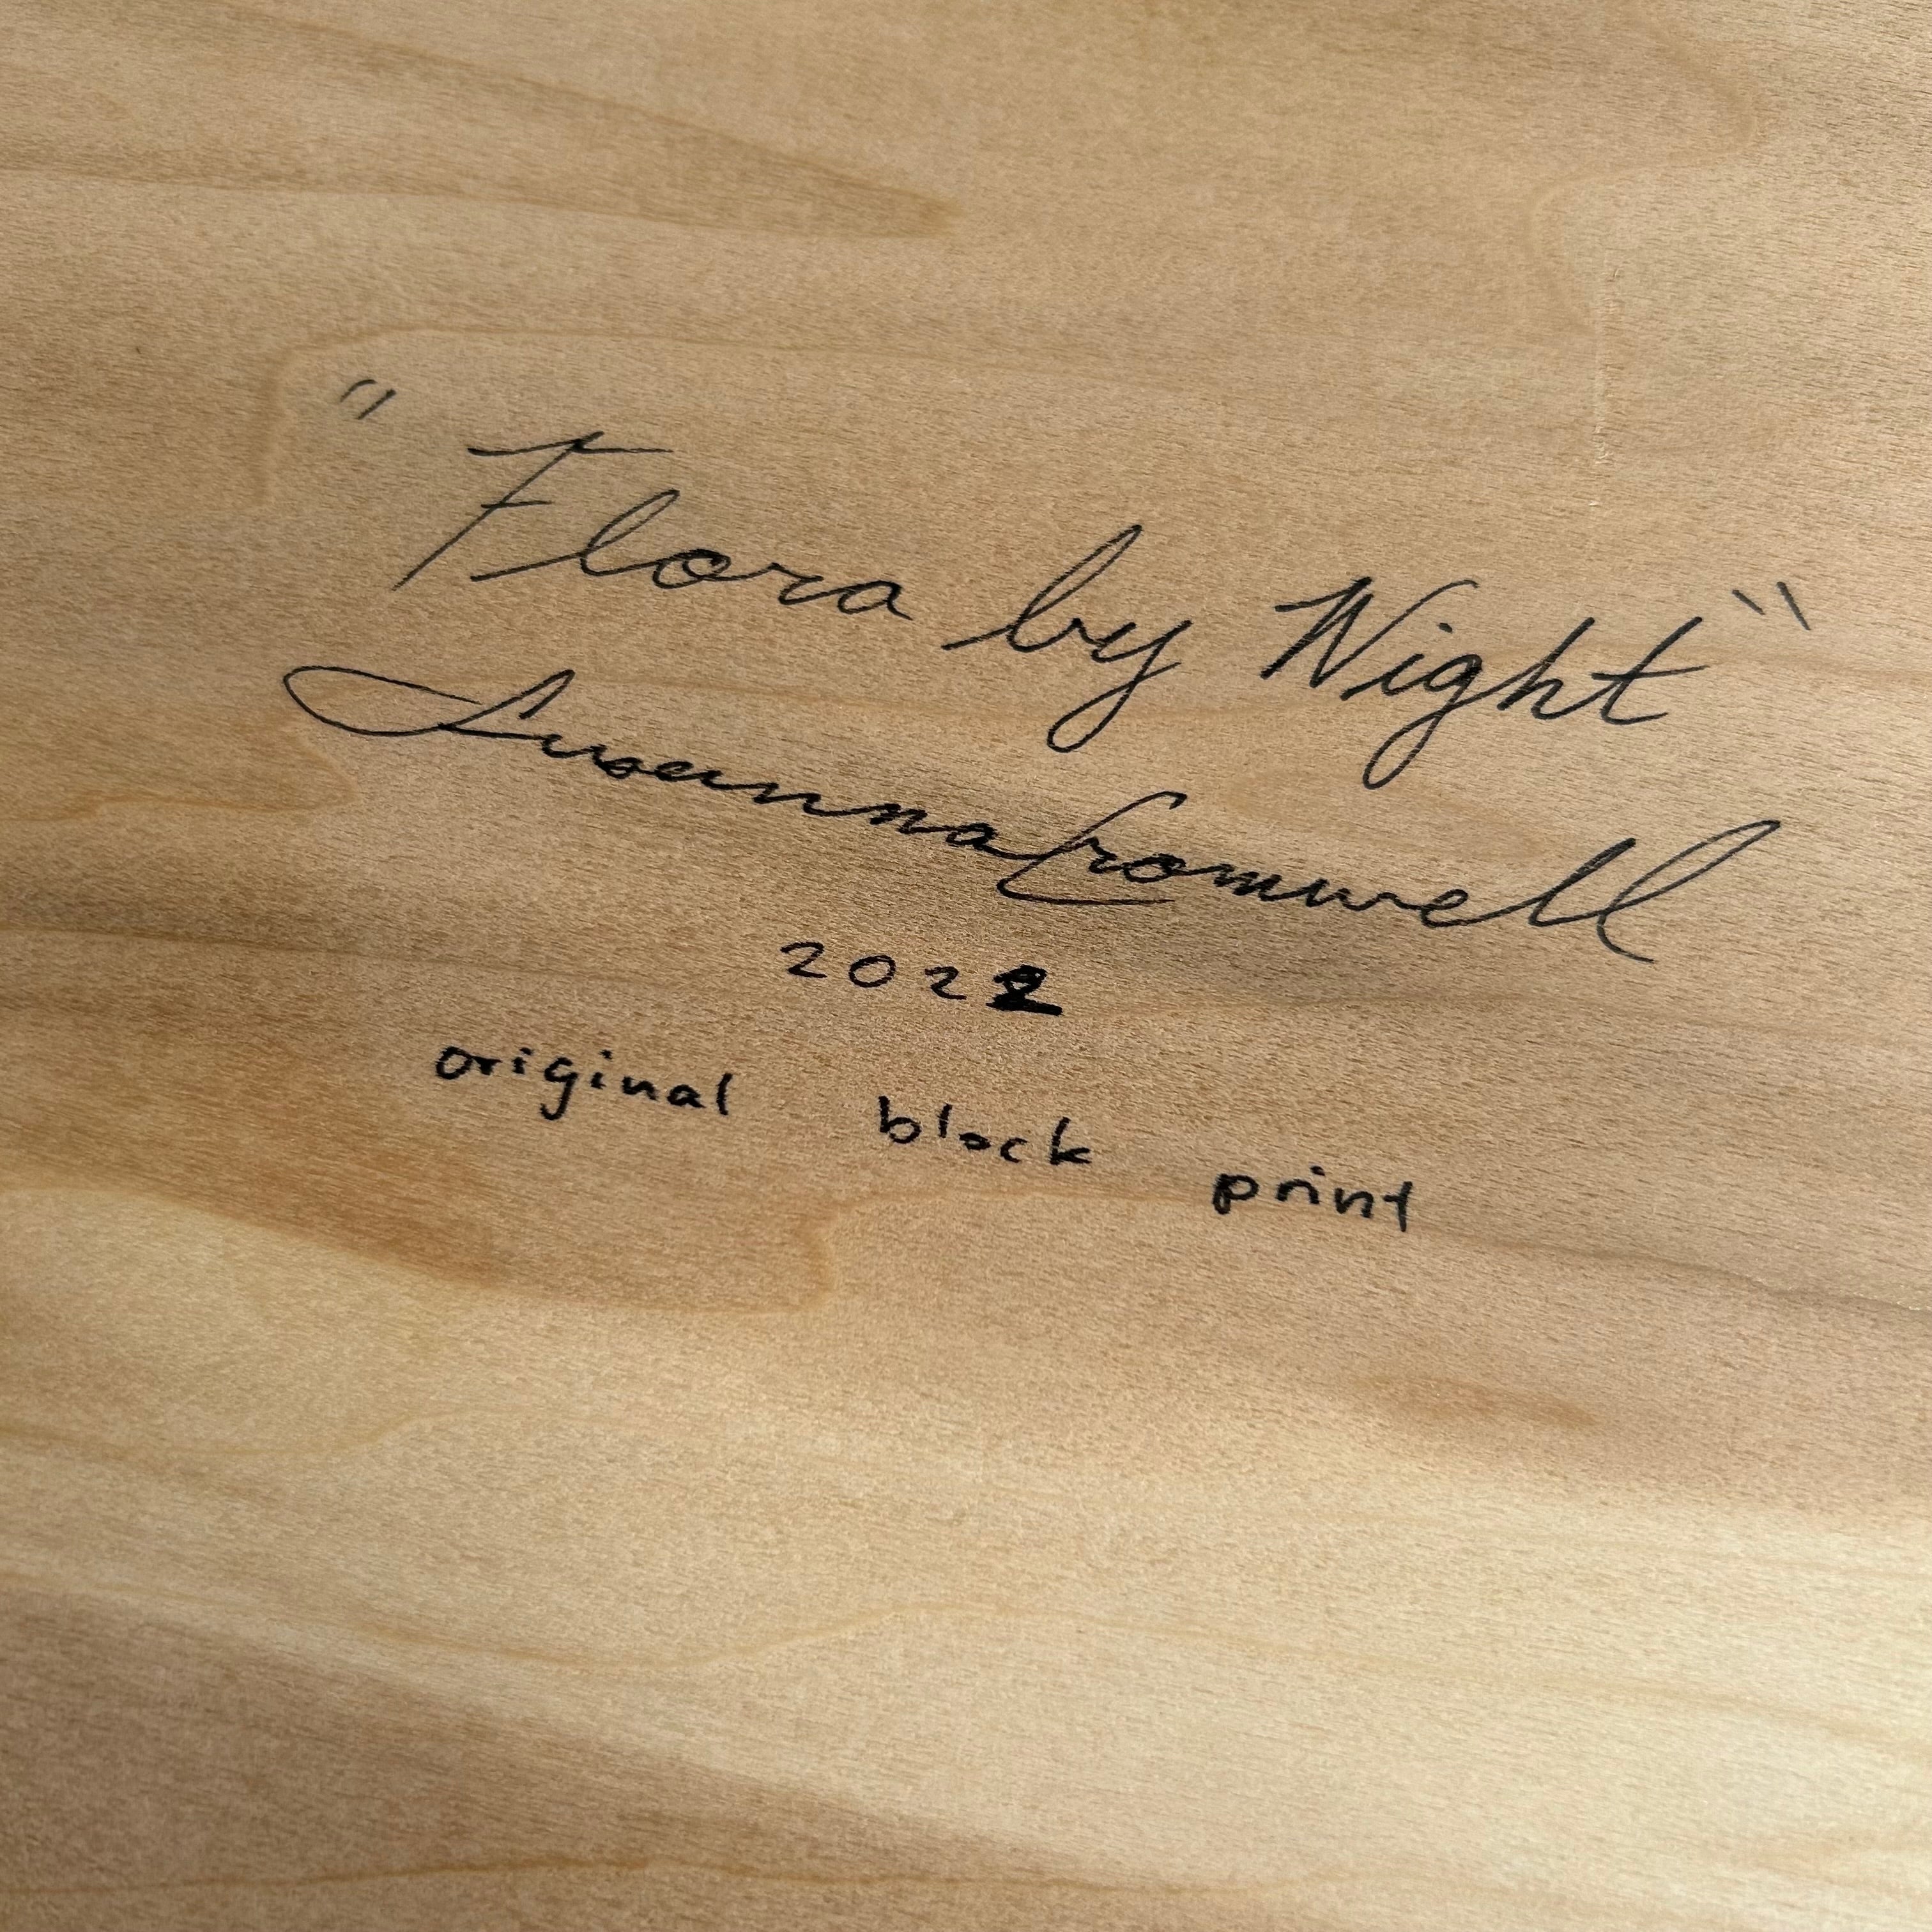 "Flora by Night"
Susanna Cromwell
2022
original block print